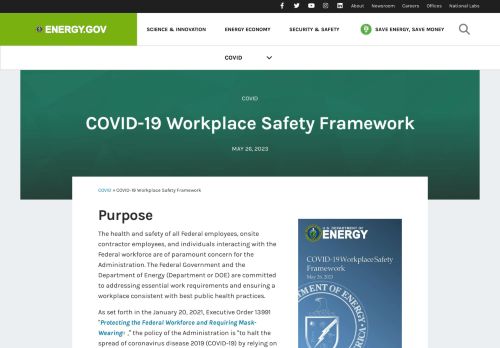 About Newsroom Careers Offices National Labs
ENERGY.GOV
SCIENCE & INNOVATION ENERGY ECONOMY SECURITY & SAFETY SAVE ENERGY, SAVE MONEY
COVID
COVID
COVID-19 Workplace Safety Framework
MAY 26, 2023
COVID » COVID-19 Workplace Safety Framework
Purpose
The health and safety of all Federal employees, onsite
contractor employees, and individuals interacting with the
Federal workforce are of paramount concern for the
Administration. The Federal Government and the
Department of Energy (Department or DOE) are committed
to addressing essential work requirements and ensuring a
workplace consistent with best public health practices.
As set forth in the January 20, 2021, Executive Order 13991
"Protecting the Federal Workforce and Requiring Mask-
Wearing ," the policy of the Administration is "to halt the
spread of coronavirus disease 2019 (COVID-19) by relying on
U.S. DEPARTMENT OF
ENERGY
COVID-19 Workplace Safety
Framework
May 26, 2023